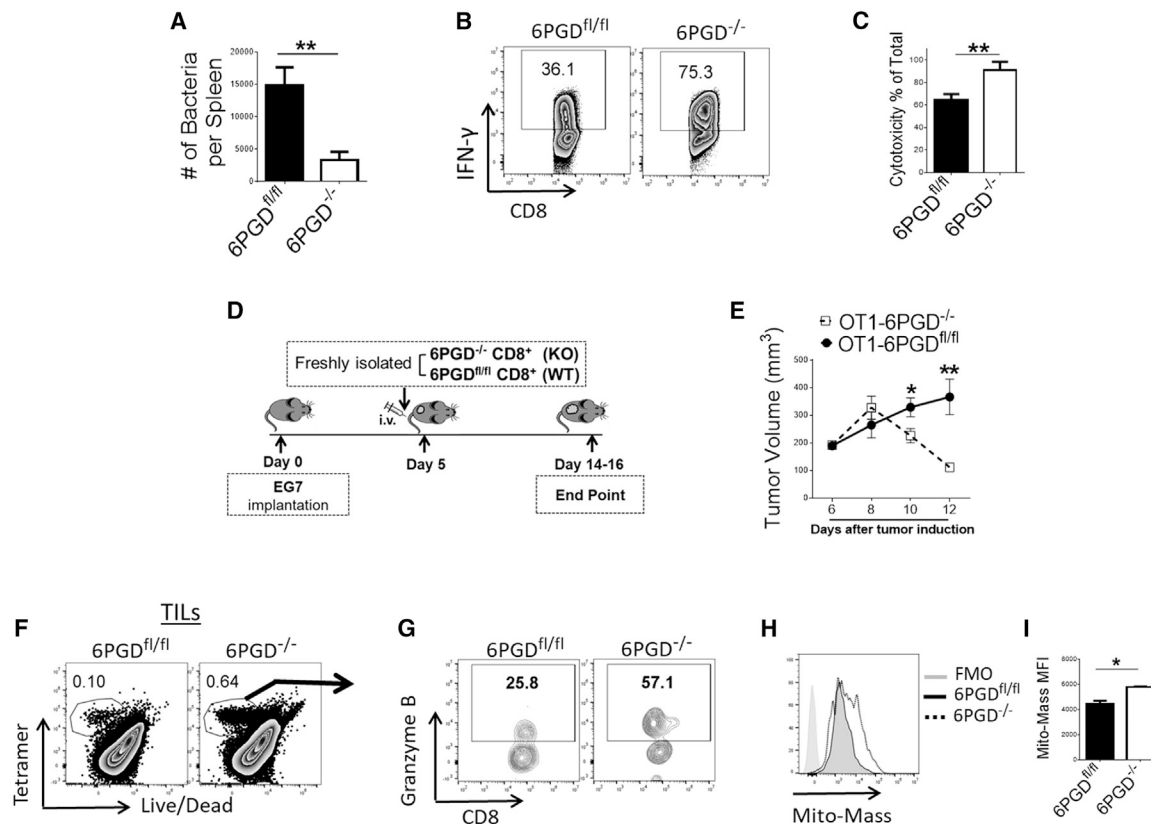 A
**
20000
15000
10000
5000
0
# of Bacteria
per Spleen
6PGDfl/fl
6PGD-/-
B
6PGDfl/fl
6PGD-/-
36.1
75.3
IFN-γ
CD8
C
**
100
80
60
40
20
0
Cytotoxicity % of Total
6PGDfl/fl
6PGD-/-
D
Freshly isolated
6PGD-/- CD8+ (KO)
6PGDfl/fl CD8+ (WT)
i.v.
Day 0
Day 5
Day 14-16
EG7
implantation
End Point
E
OT1-6PGD-/-
OT1-6PGDfl/fl
Tumor Volume (mm3)
500
400
300
200
100
0
*
**
6 8 10 12
Days after tumor induction
F
TILs
6PGDfl/fl
6PGD-/-
0.10
0.64
Tetramer
Live/Dead
G
6PGDfl/fl
6PGD-/-
25.8
57.1
Granzyme B
CD8
H
FMO
6PGDfl/fl
6PGD-/-
Mito-Mass
I
*
8000
6000
4000
2000
0
Mito-Mass MFI
6PGDfl/fl
6PGD-/-